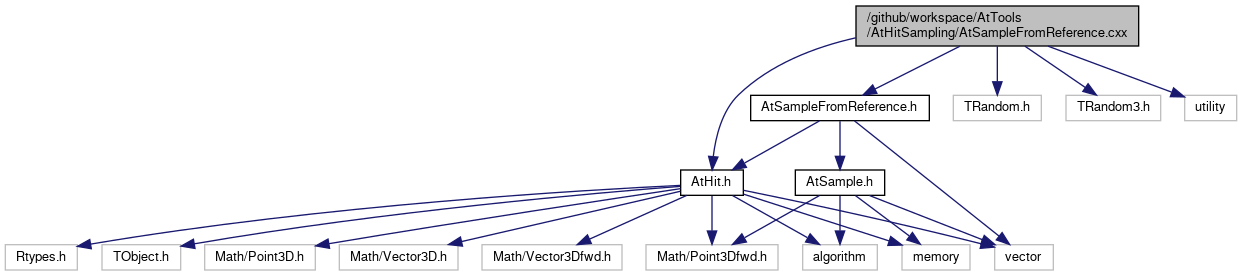 /github/workspace/AtTools
/AtHitSampling/AtSampleFromReference.cxx
AtSampleFromReference.h
TRandom.h
TRandom3.h
utility
AtHit.h
AtSample.h
Rtypes.h
TObject.h
Math/Point3D.h
Math/Vector3D.h
Math/Vector3Dfwd.h
Math/Point3Dfwd.h
algorithm
memory
vector